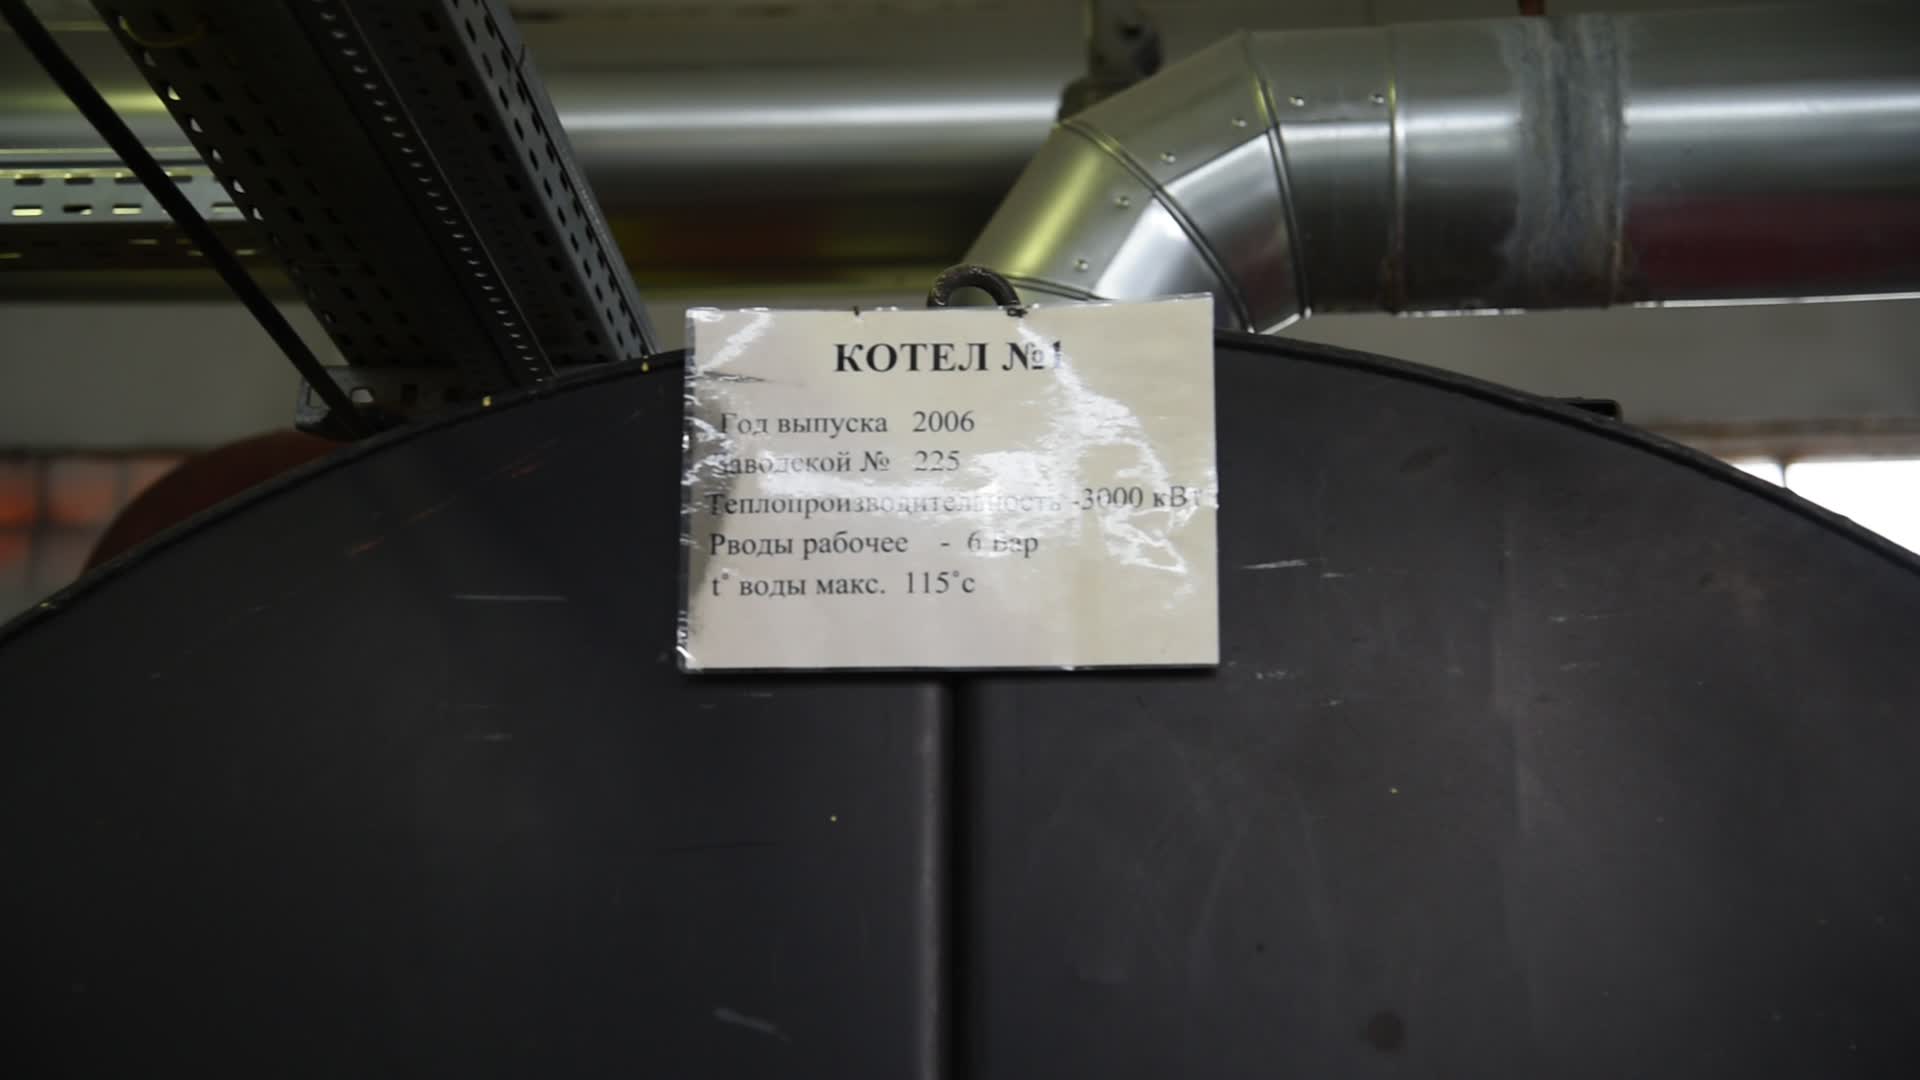 КОТЕЛ №1
Год выпуска 2006
Заводской № 225
Теплопроизводительность -3000 кВт
Рводы рабочее - 6 Бар
t° воды макс. 115°с